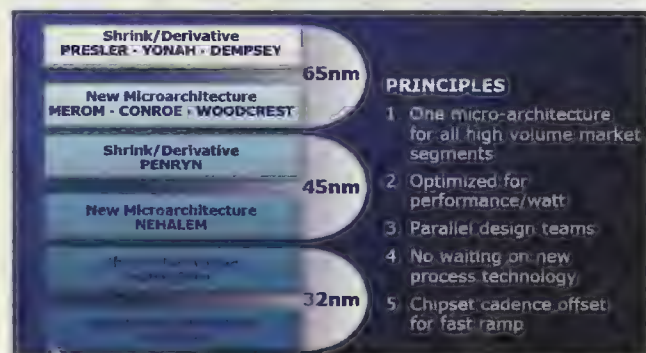 Shrink/Derivative
PRESLER - YONAH - DEMPSEY
65nm
New Microarchitecture
MEROM - CONROE - WOODCREST
Shrink/Derivative
PENRYN
45nm
New Microarchitecture
NEHALEM
32nm
PRINCIPLES
1 One micro-architecture
for all high volume market
segments
2 Optimized for
performance/watt
3 Parallel design teams
4 No waiting on new
process technology
5 Chipset cadence offset
for fast ramp